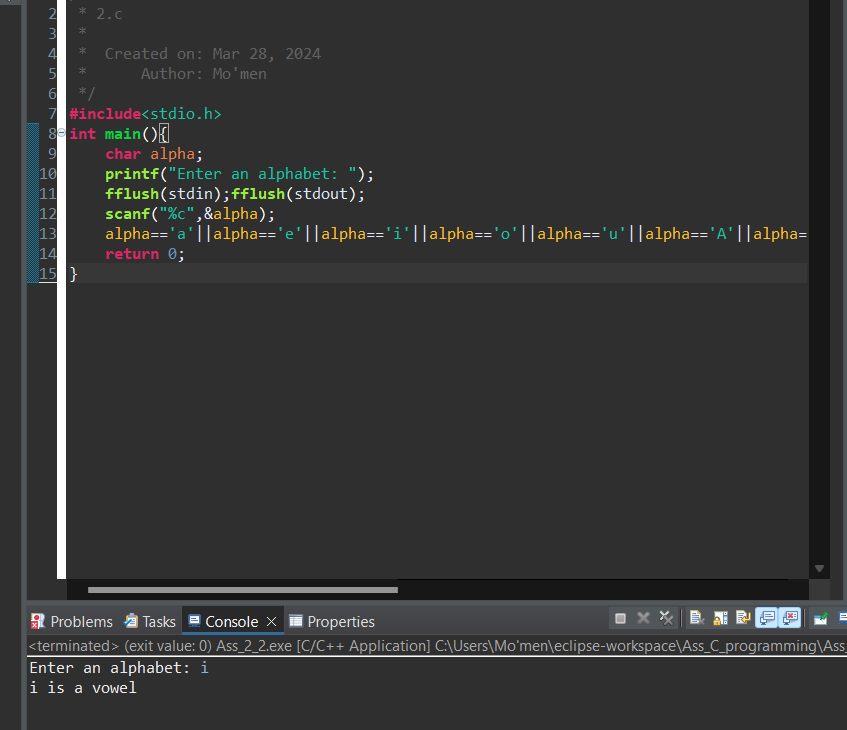 2 * 2.c
3 *
4 *  Created on: Mar 28, 2024
5 *      Author: Mo'men
6 */
7 #include<stdio.h>
8 int main(){
9     char alpha;
10     printf("Enter an alphabet: ");
11     fflush(stdin);fflush(stdout);
12     scanf("%c",&alpha);
13     alpha=='a'||alpha=='e'||alpha=='i'||alpha=='o'||alpha=='u'||alpha=='A'||alpha=
14     return 0;
15 }
Problems Tasks Console Properties
<terminated> (exit value: 0) Ass_2_2.exe [C/C++ Application] C:\Users\Mo'men\eclipse-workspace\Ass_C_programming\Ass_
Enter an alphabet: i
i is a vowel